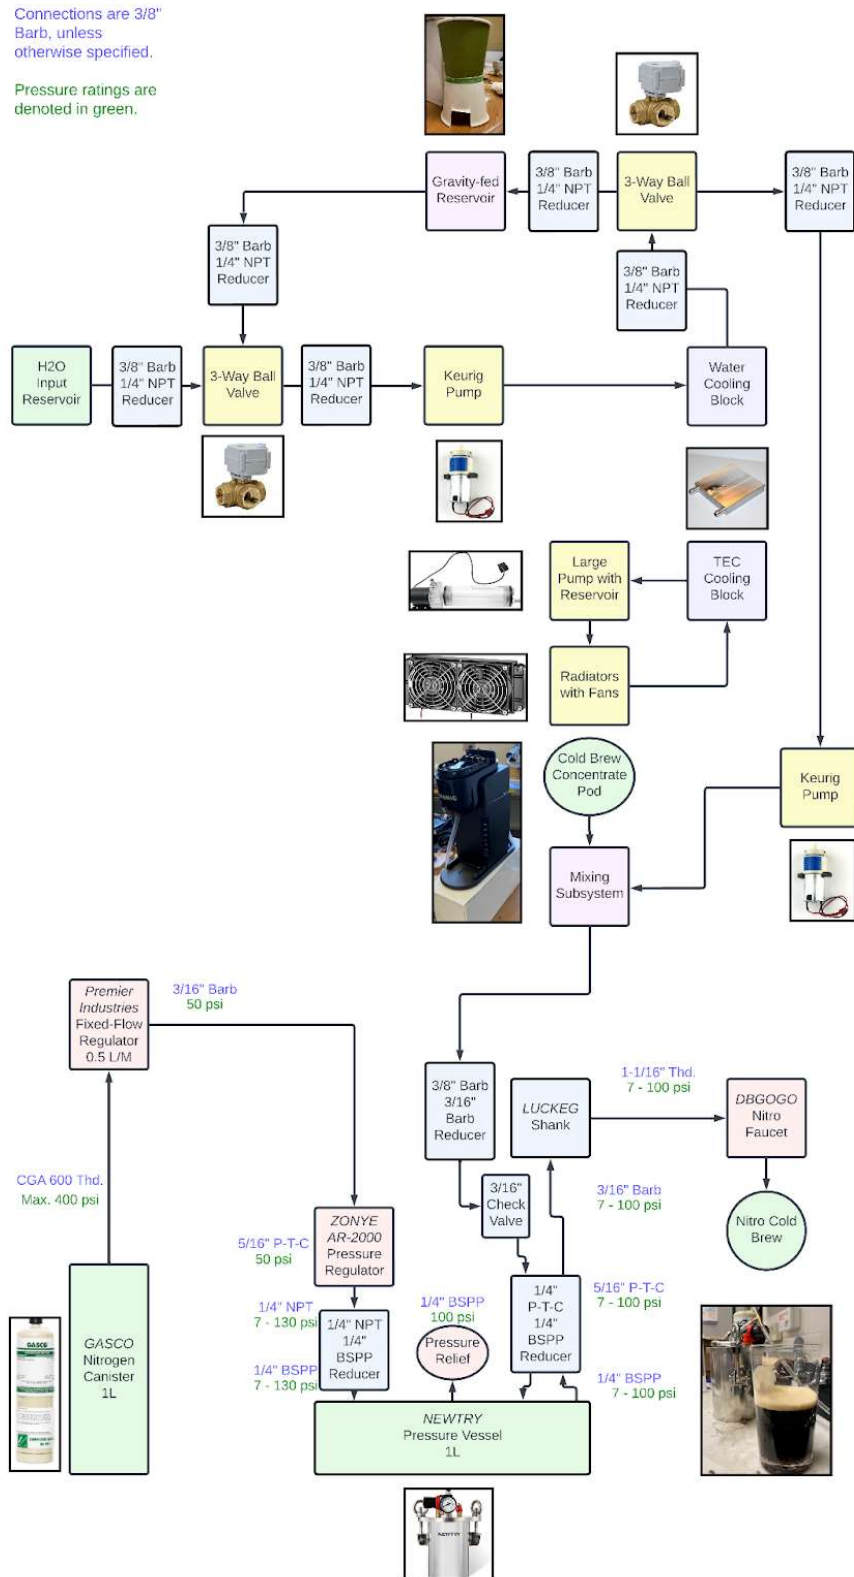 Connections are 3/8"
Barb, unless
otherwise specified.
Pressure ratings are
denoted in green.
Gravity-fed
Reservoir
3/8" Barb
1/4" NPT
Reducer
3-Way Ball
Valve
3/8" Barb
1/4" NPT
Reducer
3/8" Barb
1/4" NPT
Reducer
3/8" Barb
1/4" NPT
Reducer
H2O
Input
Reservoir
3/8" Barb
1/4" NPT
Reducer
3-Way Ball
Valve
3/8" Barb
1/4" NPT
Reducer
Keurig
Pump
Water
Cooling
Block
Large
Pump with
Reservoir
TEC
Cooling
Block
Radiators
with Fans
Cold Brew
Concentrate
Pod
Keurig
Pump
Mixing
Subsystem
Premier
Industries
Fixed-Flow
Regulator
0.5 L/M
3/16" Barb
50 psi
3/8" Barb
3/16"
Barb
Reducer
LUCKEG
Shank
1-1/16" Thd.
7 - 100 psi
DBGOGO
Nitro
Faucet
CGA 600 Thd.
Max. 400 psi
3/16"
Check
Valve
3/16" Barb
7 - 100 psi
Nitro Cold
Brew
5/16" P-T-C
50 psi
ZONYE
AR-2000
Pressure
Regulator
1/4"
P-T-C
1/4"
BSPP
Reducer
5/16" P-T-C
7 - 100 psi
1/4" NPT
7 - 130 psi
1/4" NPT
1/4"
BSPP
Reducer
1/4" BSPP
100 psi
Pressure
Relief
1/4" BSPP
7 - 130 psi
1/4" BSPP
7 - 100 psi
GASCO
GASCO
Nitrogen
Canister
1L
NEWTRY
Pressure Vessel
1L
NEWTRY